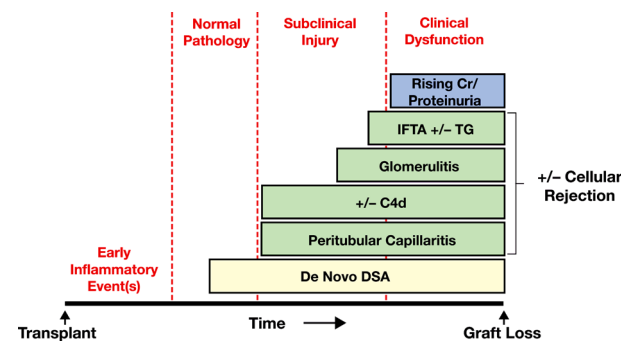 Normal
Pathology
Subclinical
Injury
Clinical
Dysfunction
Rising Cr/
Proteinuria
IFTA +/– TG
Glomerulitis
+/– C4d
Peritubular Capillaritis
De Novo DSA
+/– Cellular
Rejection
Early
Inflammatory
Event(s)
Transplant
Time
Graft Loss